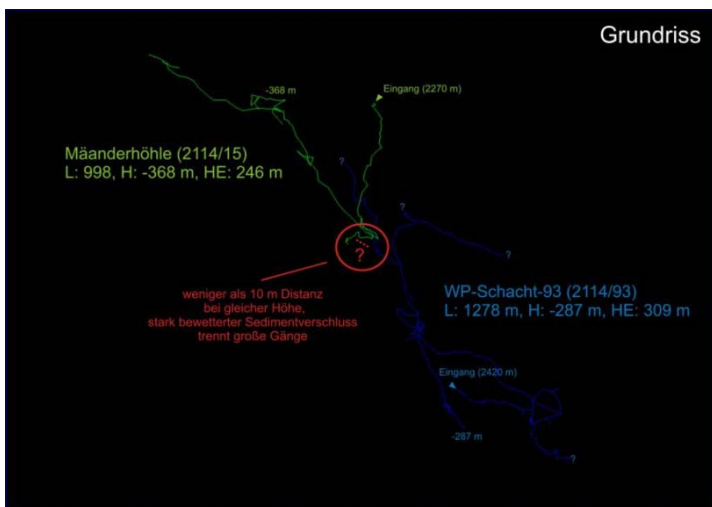 Grundriss
-368 m
Eingang (2270 m)
Mäanderhöhle (2114/15)
L: 998, H: -368 m, HE: 246 m
?
?
?
?
weniger als 10 m Distanz
bei gleicher Höhe,
stark bewetterter Sedimentverschluss
trennt große Gänge
WP-Schacht-93 (2114/93)
L: 1278 m, H: -287 m, HE: 309 m
Eingang (2420 m)
-287 m
?